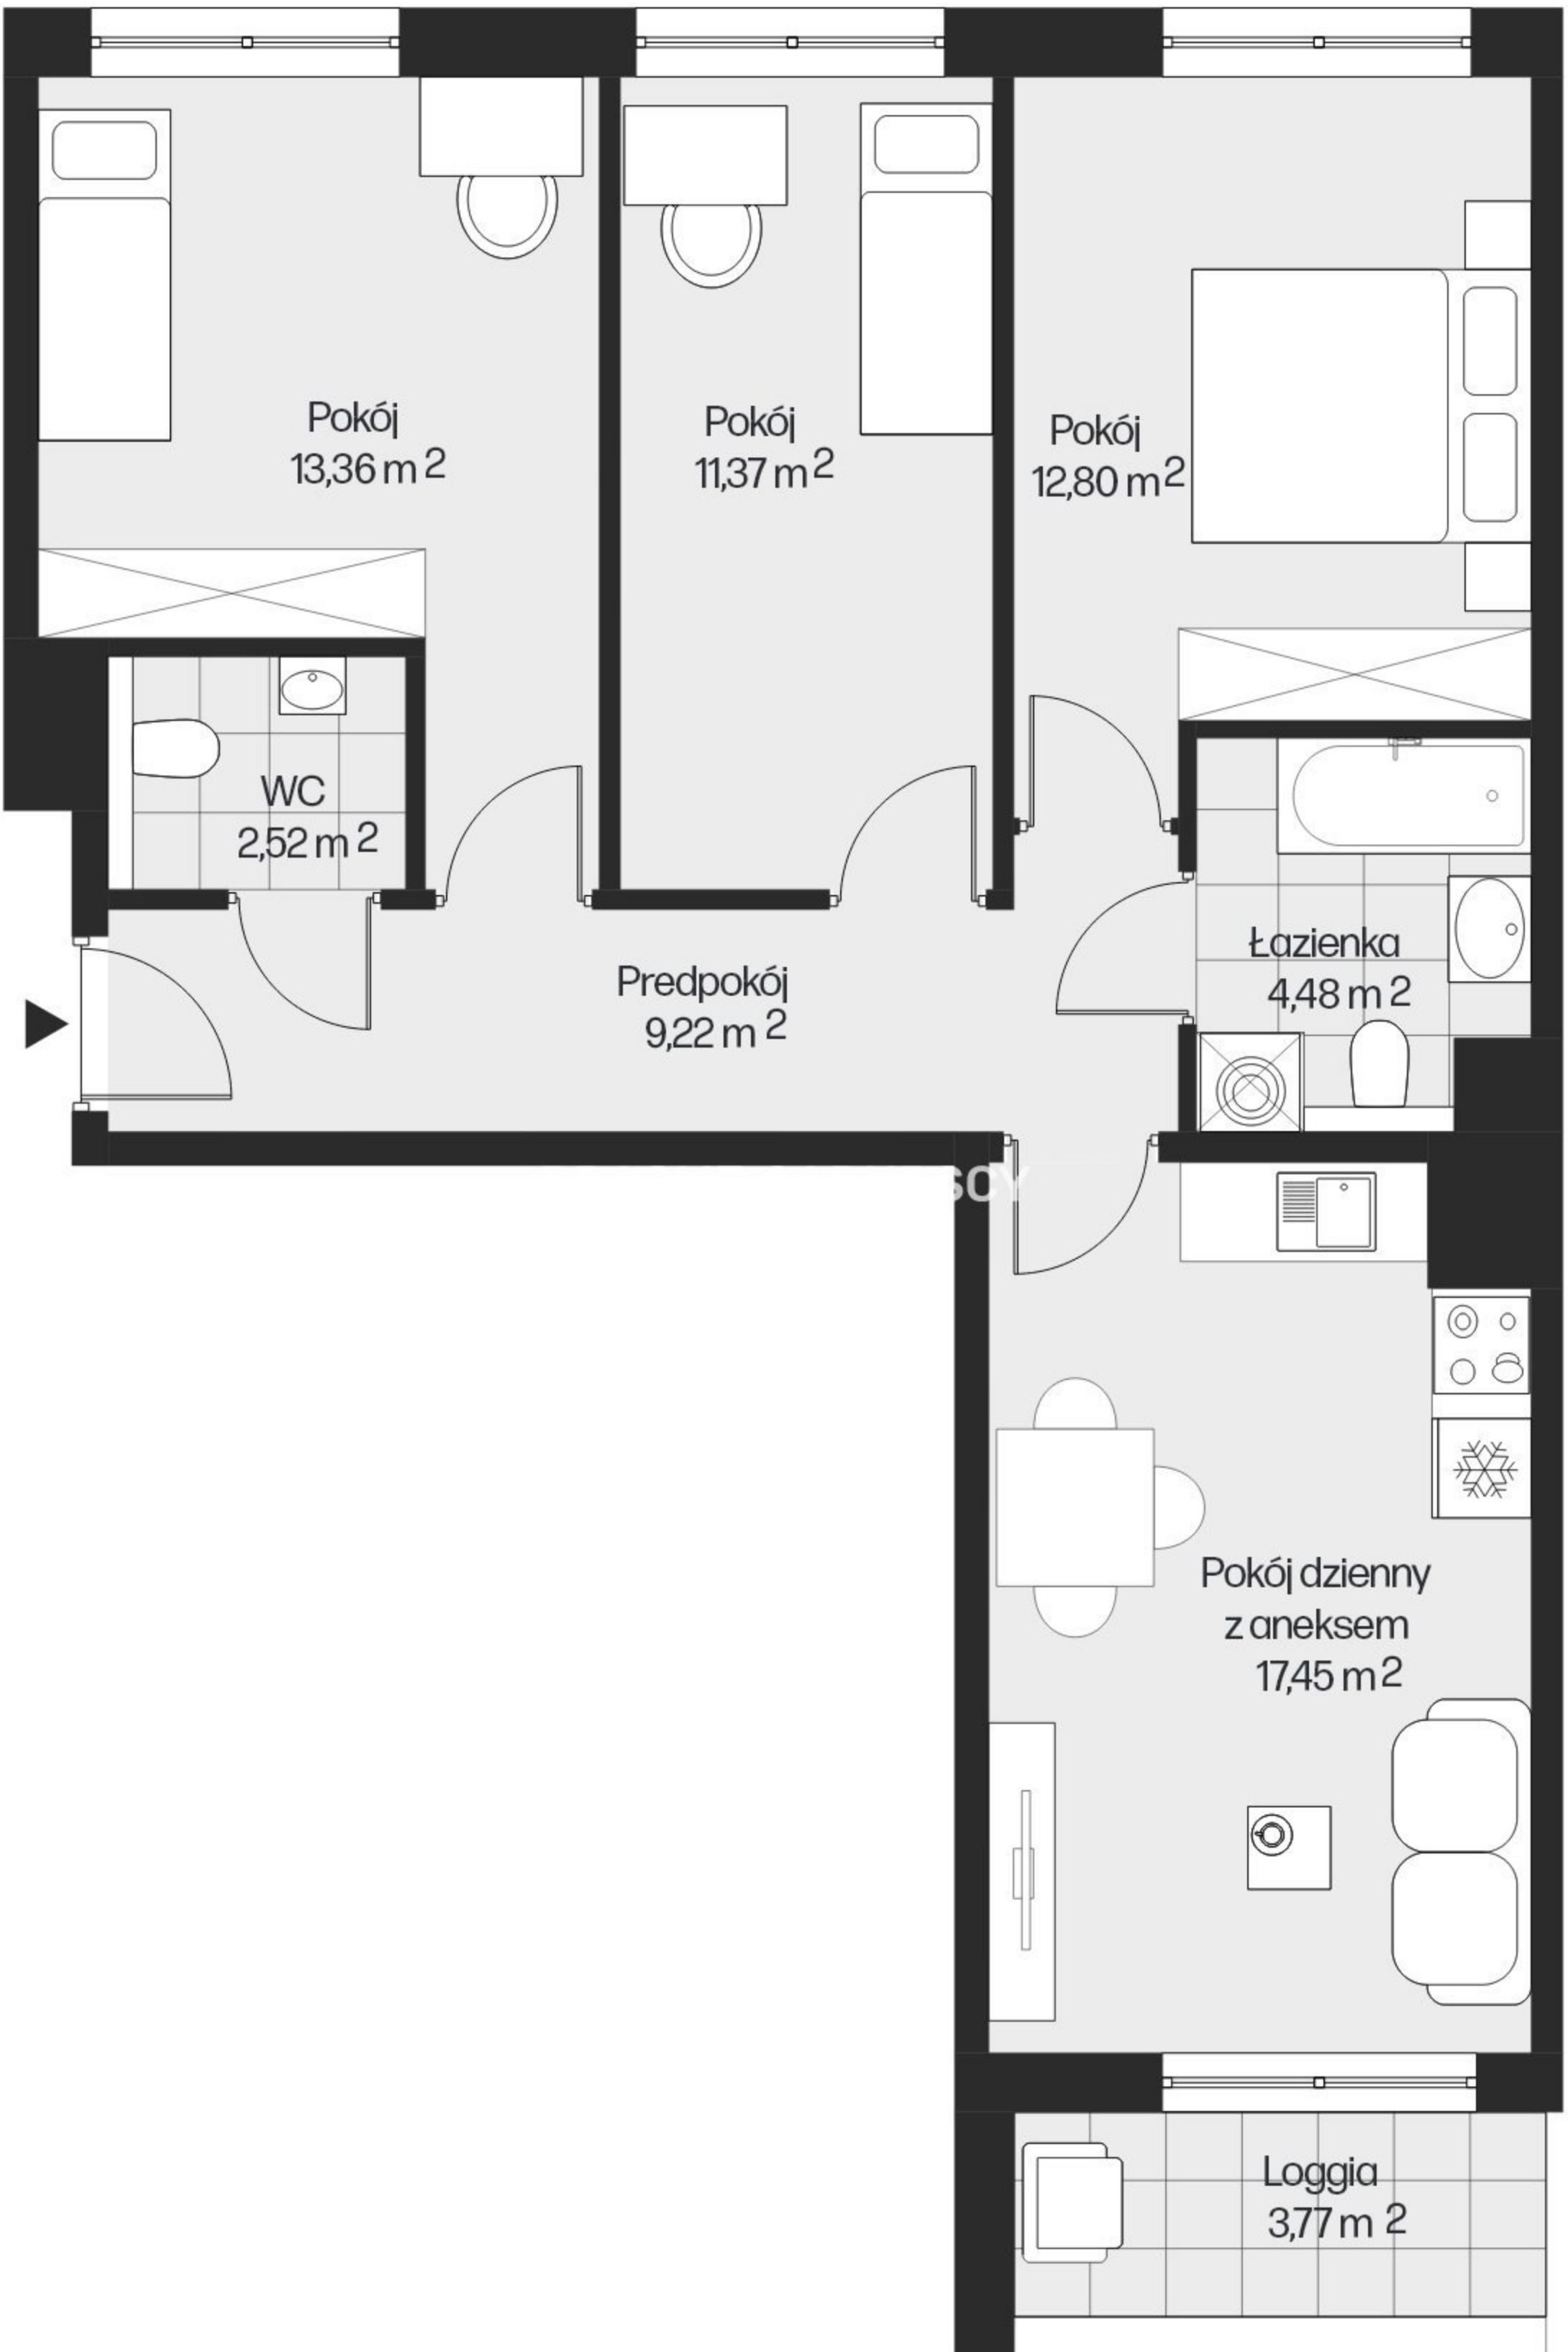 Pokój
13,36 m 2
Pokój
11,37 m 2
Pokój
12,80 m 2
WC
2,52 m 2
Łazienka
4,48 m 2
Predpokój
9,22 m 2
SCY
Pokój dzienny
z aneksem
17,45 m 2
Loggia
3,77 m 2